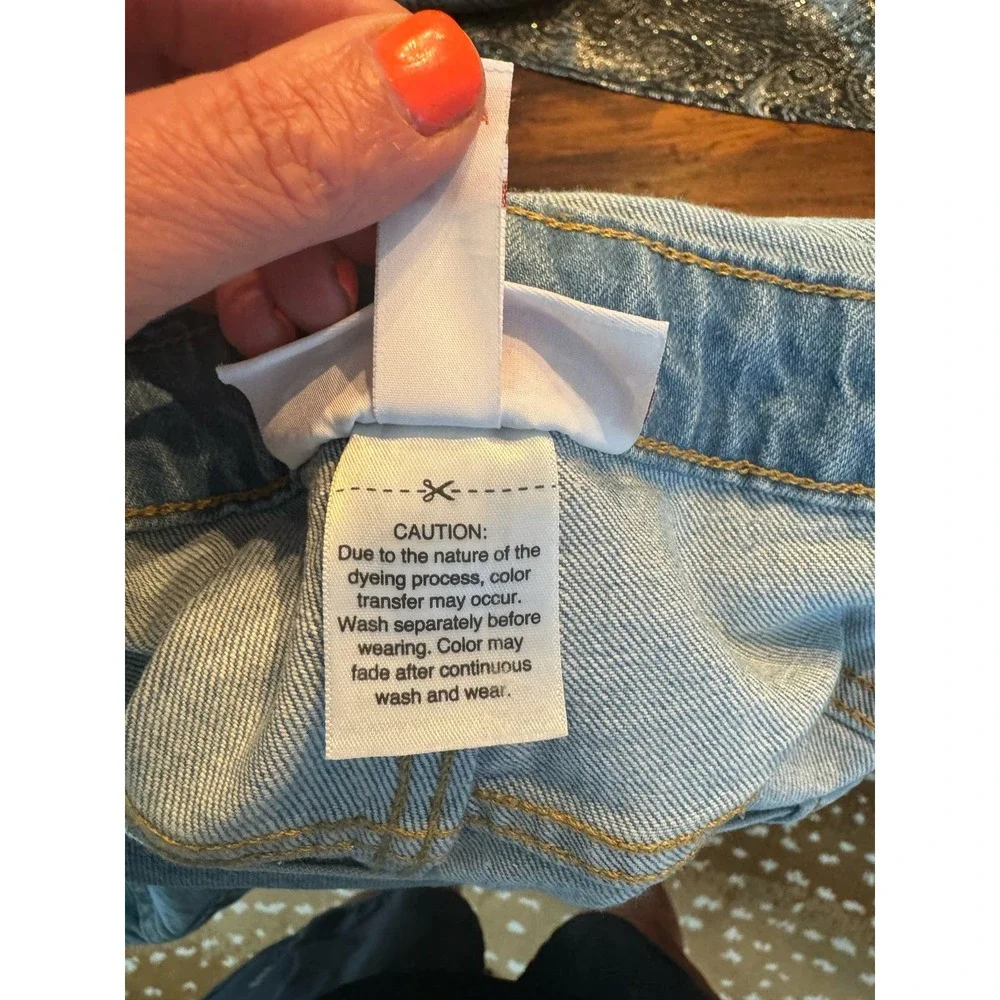 CAUTION:
Due to the nature of the
dyeing process, color
transfer may occur.
Wash separately before
wearing. Color may
fade after continuous
wash and wear.